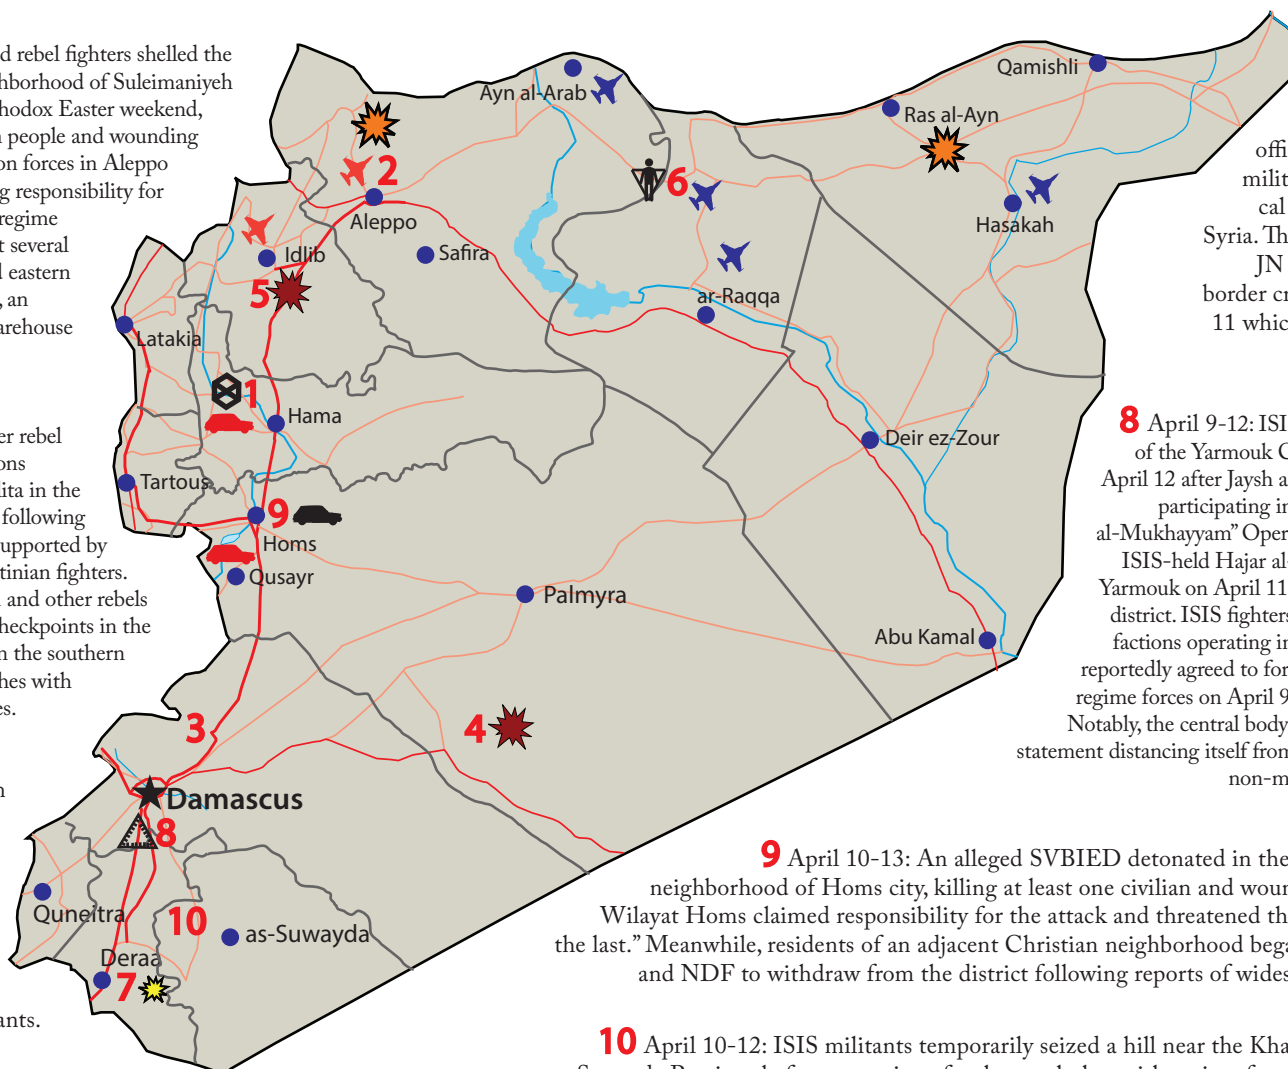 d rebel fighters shelled the
hborhood of Suleimaniyeh
hodox Easter weekend,
n people and wounding
on forces in Aleppo
g responsibility for
regime
t several
d eastern
, an
arehouse
er rebel
ons
lita in the
following
supported by
tinian fighters.
n and other rebels
checkpoints in the
n the southern
hes with
es.
n
ants.
Ayn al-Arab
Qamishli
Ras al-Ayn
2
6
Aleppo
Hasakah
Idlib
Safira
5
ar-Raqqa
Latakia
1
Hama
Deir ez-Zour
Tartous
9
Homs
Qusayr
Palmyra
Abu Kamal
3
4
Damascus
8
Quneitra
10
as-Suwayda
Deraa
7
offi
milit
cal
Syria. Th
JN
border cr
11 whic
8 April 9-12: ISI
of the Yarmouk C
April 12 after Jaysh a
participating in
al-Mukhayyam” Oper
ISIS-held Hajar al-
Yarmouk on April 11
district. ISIS fighters
factions operating in
reportedly agreed to for
regime forces on April 9
Notably, the central body
statement distancing itself from
non-m
9 April 10-13: An alleged SVBIED detonated in the
neighborhood of Homs city, killing at least one civilian and woun
Wilayat Homs claimed responsibility for the attack and threatened th
the last.” Meanwhile, residents of an adjacent Christian neighborhood bega
and NDF to withdraw from the district following reports of wides
10 April 10-12: ISIS militants temporarily seized a hill near the Kha